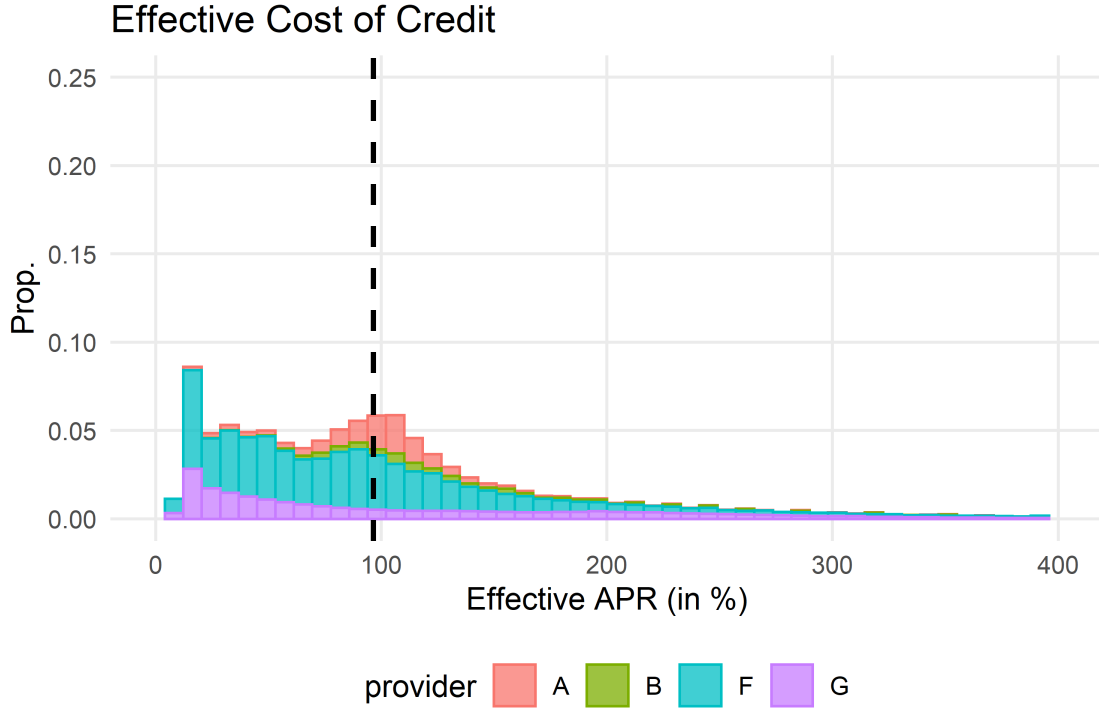 Effective Cost of Credit
Prop.
0.25
0.20
0.15
0.10
0.05
0.00
0 100 200 300 400
Effective APR (in %)
provider A B F G